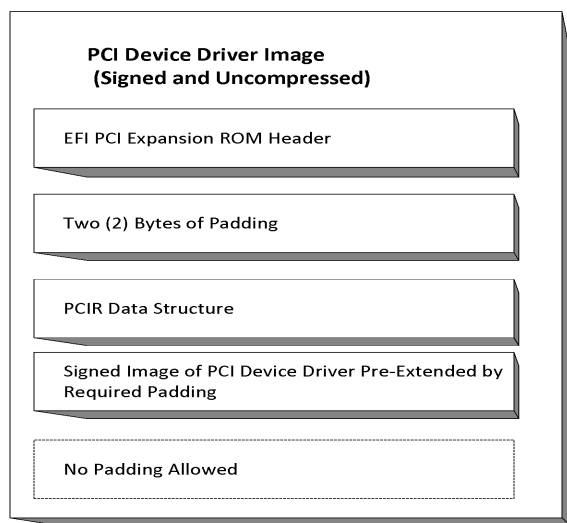 PCI Device Driver Image
(Signed and Uncompressed)
EFI PCI Expansion ROM Header
Two (2) Bytes of Padding
PCIR Data Structure
Signed Image of PCI Device Driver Pre-Extended by
Required Padding
No Padding Allowed